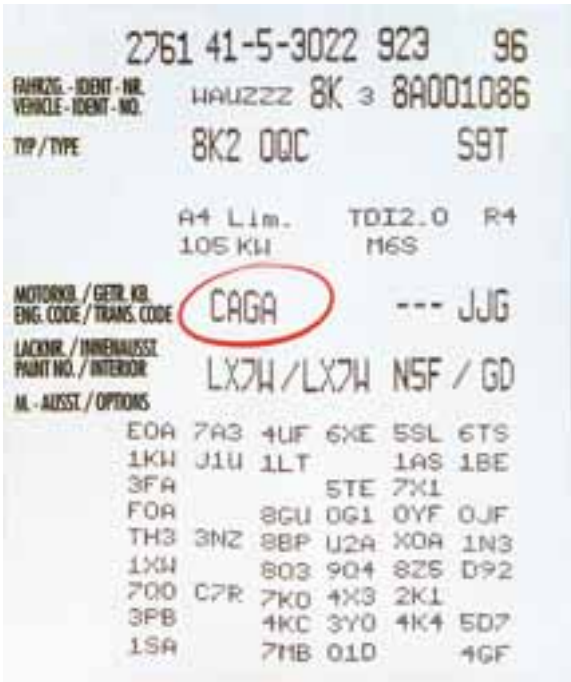 2761 41-5-3022 923 96
FAHRZG. - IDENT - NR. WAUZZZ 8K 3 8A001086
VEHICLE - IDENT - NO.
TYP / TYPE 8K2 0QC S9T
A4 Lim. TDI2.0 R4
105 KW M6S
MOTORKB. / GETR. KB. CAGA --- JJG
ENG. CODE / TRANS. CODE
LACKNR. / INNENAUSST. LX7W/LX7W N5F / GD
PAINT NO. / INTERIOR
M. - AUSST. / OPTIONS
E0A 7A3 4UF 6XE 5SL 6TS
1KW J1U 1LT 1AS 1BE
3FA 5TE 7X1
F0A 8GU 0G1 0YF 0JF
TH3 3NZ 8BP U2A X0A 1N3
1XW 803 9Q4 8Z5 D92
700 C7R 7K0 4X3 2K1
3PB 4KC 3Y0 4K4 5D7
1SA 7MB 01D 4GF